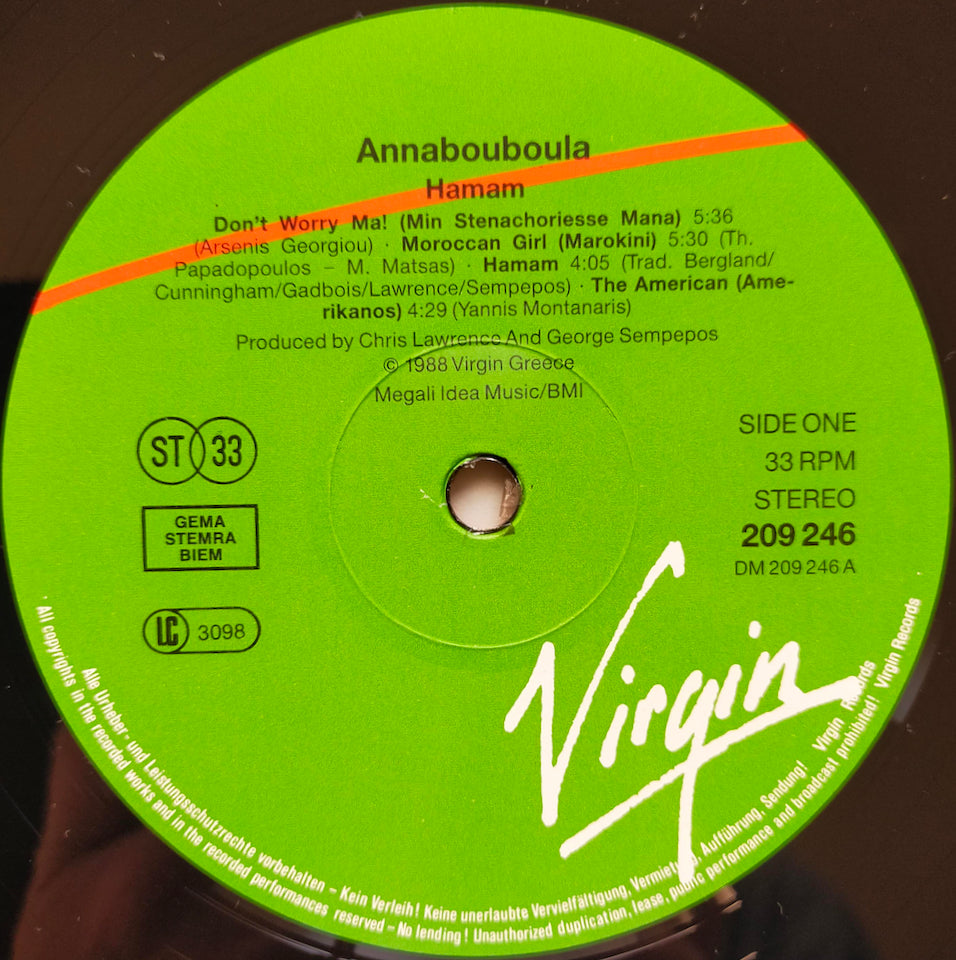 Annabouboula
Hamam
Don't Worry Ma! (Min Stenachoriesse Mana) 5:36
(Arsenis Georgiou) · Moroccan Girl (Marokini) 5:30 (Th.
Papadopoulos – M. Matsas) · Hamam 4:05 (Trad. Bergland/
Cunningham/Gadbois/Lawrence/Sempepos) · The American (Ame-
rikanos) 4:29 (Yannis Montanaris)
Produced by Chris Lawrence And George Sempepos
© 1988 Virgin Greece
Megali Idea Music/BMI
ST 33
GEMA
STEMRA
BIEM
LC 3098
SIDE ONE
33 RPM
STEREO
209 246
DM 209 246 A
Virgin
Alle Urheber- und Leistungsschutzrechte vorbehalten – Kein Verleih! Keine unerlaubte Vervielfältigung, Vermietung, Aufführung, Sendung! Virgin Records
All copyrights in the recorded works and in the recorded performances reserved – No lending! Unauthorized duplication, lease, public performance and broadcast prohibited! Virgin Records